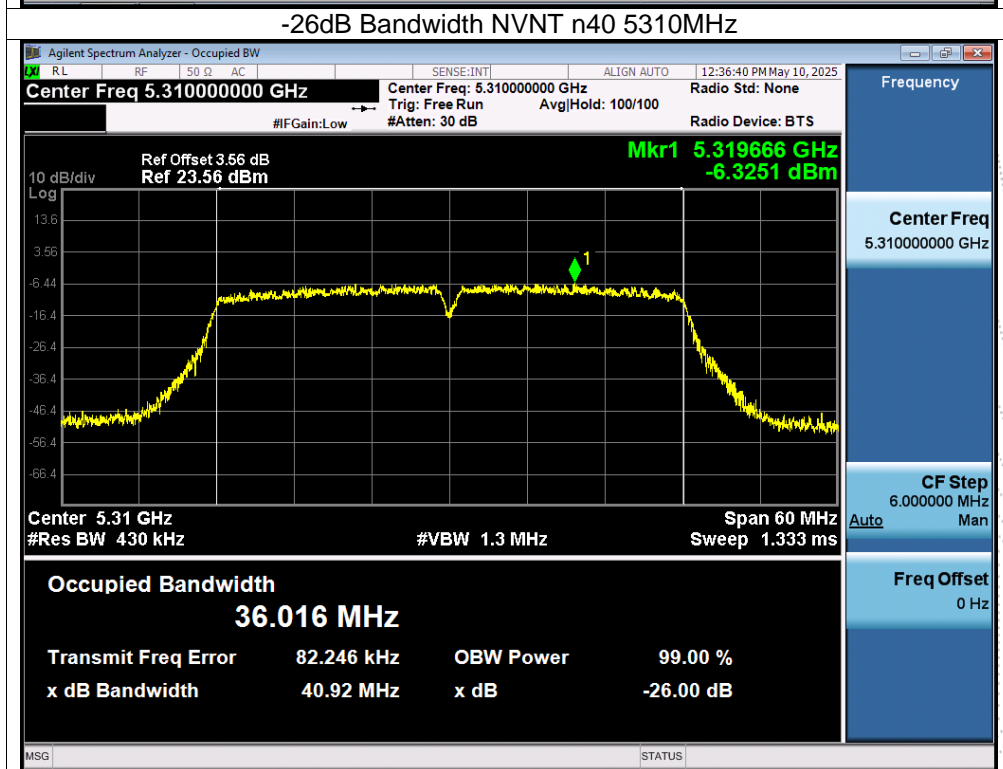 -26dB Bandwidth NVNT n40 5310MHz
Agilent Spectrum Analyzer - Occupied BW
LXI RL RF 50 Ω AC SENSE:INT ALIGN AUTO 12:36:40 PM May 10, 2025
Center Freq 5.310000000 GHz
Center Freq: 5.310000000 GHz Radio Std: None
Trig: Free Run Avg|Hold: 100/100
#IFGain:Low #Atten: 30 dB Radio Device: BTS
Mkr1 5.319666 GHz
-6.3251 dBm
Ref Offset 3.56 dB
10 dB/div Ref 23.56 dBm
Log
13.6
3.56
1
-6.44
-16.4
-26.4
-36.4
-46.4
-56.4
-66.4
Center 5.31 GHz Span 60 MHz
#Res BW 430 kHz #VBW 1.3 MHz Sweep 1.333 ms
Occupied Bandwidth
36.016 MHz
Transmit Freq Error 82.246 kHz OBW Power 99.00 %
x dB Bandwidth 40.92 MHz x dB -26.00 dB
MSG STATUS
Frequency
Center Freq
5.310000000 GHz
CF Step
6.000000 MHz
Auto Man
Freq Offset
0 Hz